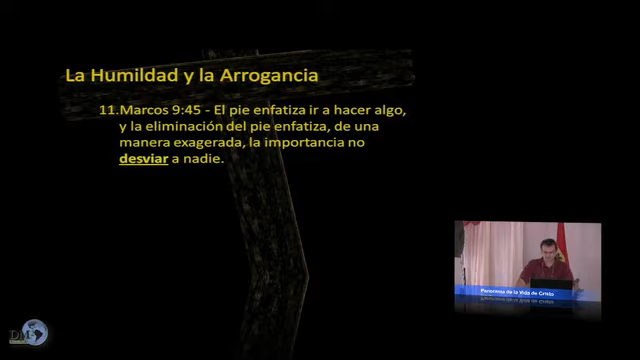 La Humildad y la Arrogancia
11. Marcos 9:45 - El pie enfatiza ir a hacer algo,
y la eliminación del pie enfatiza, de una
manera exagerada, la importancia no
desviar a nadie.
Panorama de la Vida de Cristo